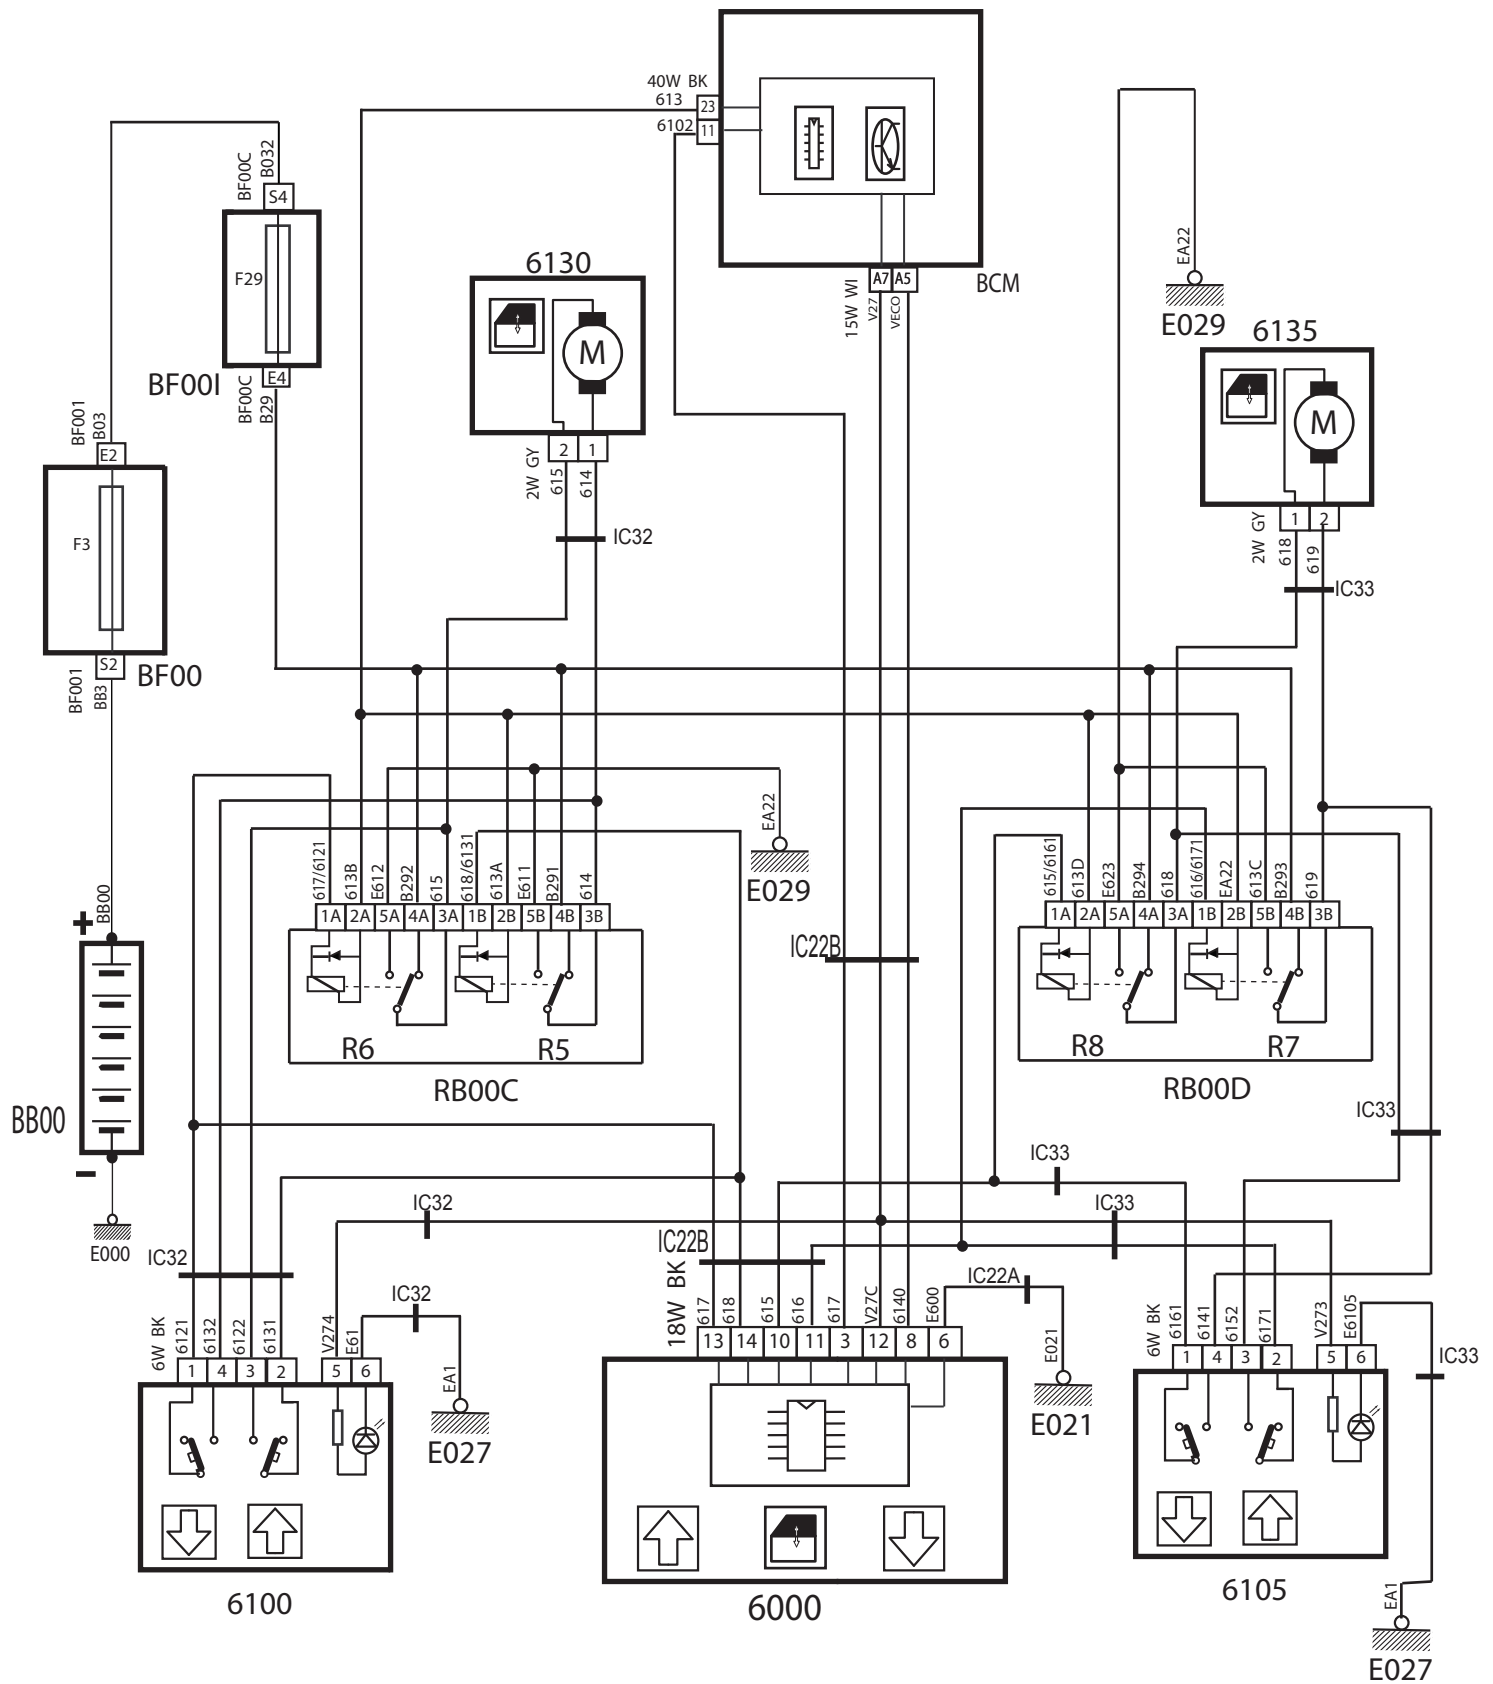 40W BK
613
23
6102
11
BCM
A7
A5
15W WI
V27
VECO
BF00C
B032
S4
F29
BF00I
E4
BF00C
B29
6130
M
2
1
2W GY
615
614
IC32
EA22
E029
6135
M
1
2
2W GY
618
619
IC33
BF001
B03
E2
F3
S2
BF00
BF001
BB3
617/6121
613B
E612
B292
615
618/6131
613A
E611
B291
614
1A
2A
5A
4A
3A
1B
2B
5B
4B
3B
R6
R5
RB00C
EA22
E029
615/6161
613D
E623
B294
618
616/6171
EA22
613C
B293
619
1A
2A
5A
4A
3A
1B
2B
5B
4B
3B
R8
R7
RB00D
IC22B
+
BB00
BB00
–
E000
IC33
IC33
IC32
IC33
IC32
IC22B
IC32
IC22A
18W BK
617
618
615
616
617
V27C
6140
E600
13
14
10
11
3
12
8
6
6000
E021
E021
6W BK
6121
6132
6122
6131
V274
E61
1
4
3
2
5
6
6100
EA1
E027
6W BK
6161
6141
6152
6171
V273
E6105
1
4
3
2
5
6
6105
IC33
EA1
E027